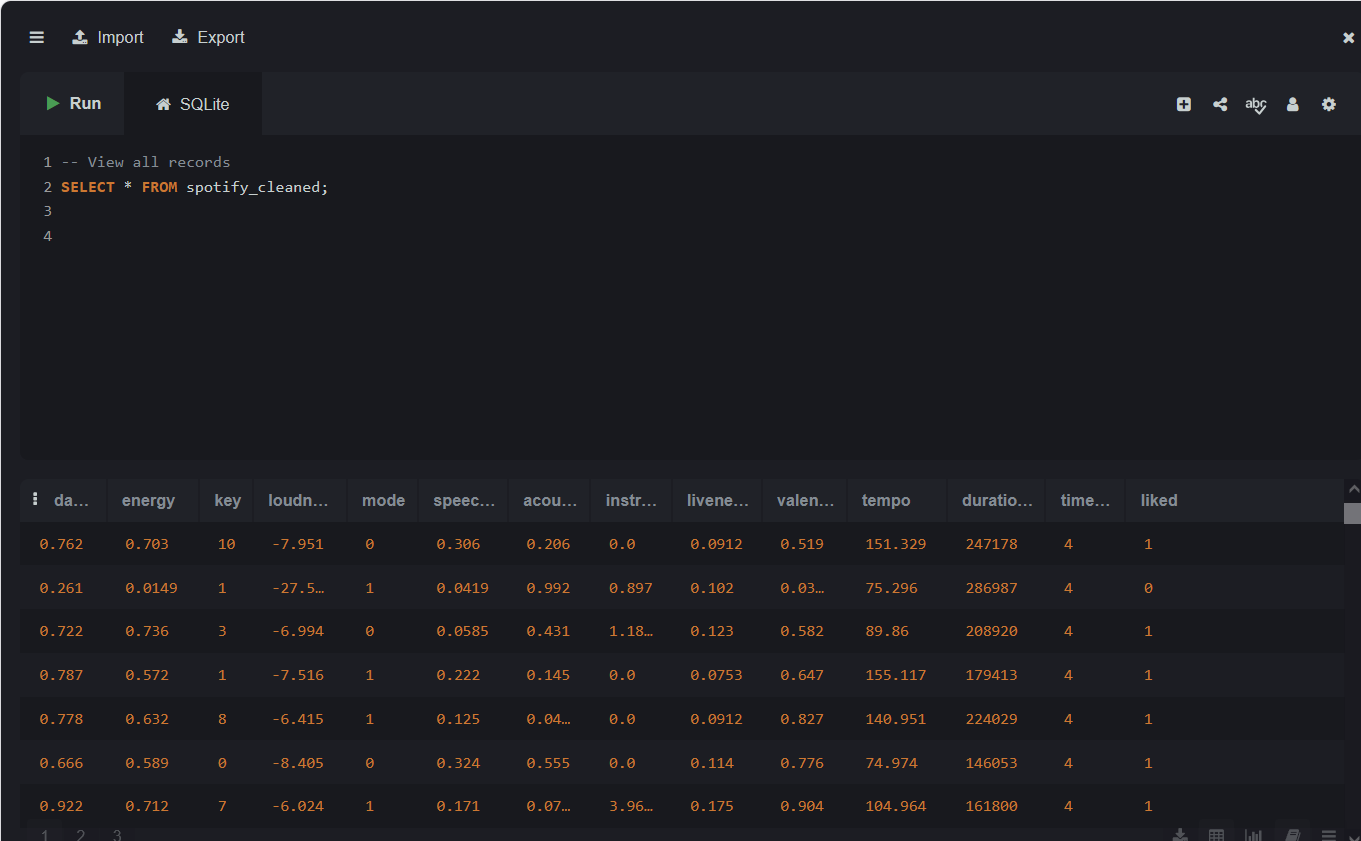 Import Export
Run SQLite
abc
1 -- View all records
2 SELECT * FROM spotify_cleaned;
3
4
da... energy key loudn... mode speec... acou... instr... livene... valen... tempo duratio... time... liked
0.762 0.703 10 -7.951 0 0.306 0.206 0.0 0.0912 0.519 151.329 247178 4 1
0.261 0.0149 1 -27.5... 1 0.0419 0.992 0.897 0.102 0.03... 75.296 286987 4 0
0.722 0.736 3 -6.994 0 0.0585 0.431 1.18... 0.123 0.582 89.86 208920 4 1
0.787 0.572 1 -7.516 1 0.222 0.145 0.0 0.0753 0.647 155.117 179413 4 1
0.778 0.632 8 -6.415 1 0.125 0.04... 0.0 0.0912 0.827 140.951 224029 4 1
0.666 0.589 0 -8.405 0 0.324 0.555 0.0 0.114 0.776 74.974 146053 4 1
0.922 0.712 7 -6.024 1 0.171 0.07... 3.96... 0.175 0.904 104.964 161800 4 1
1 2 3